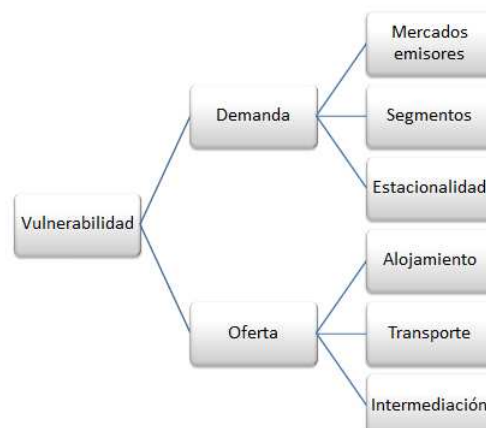 Mercados
emisores
Demanda
Segmentos
Estacionalidad
Vulnerabilidad
Alojamiento
Oferta
Transporte
Intermediación